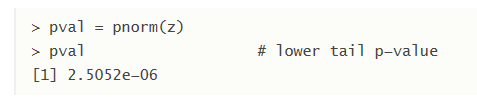 > pval = pnorm(z)
> pval                    # lower tail p−value
[1] 2.5052e−06